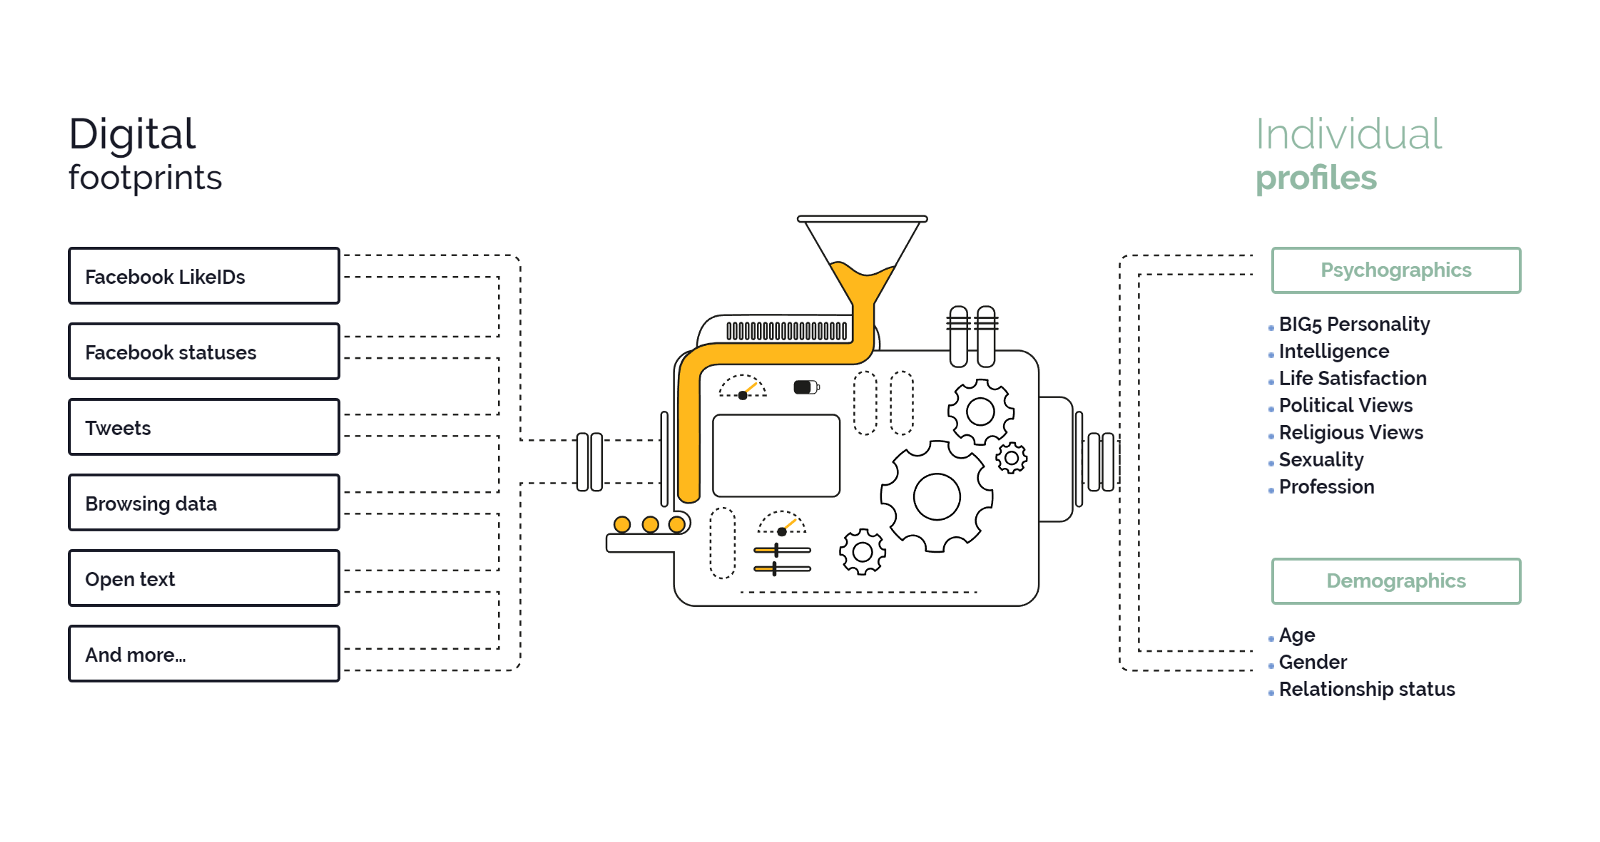 Digital
footprints
Facebook LikeIDs
Facebook statuses
Tweets
Browsing data
Open text
And more...
Individual
profiles
Psychographics
BIG5 Personality
Intelligence
Life Satisfaction
Political Views
Religious Views
Sexuality
Profession
Demographics
Age
Gender
Relationship status